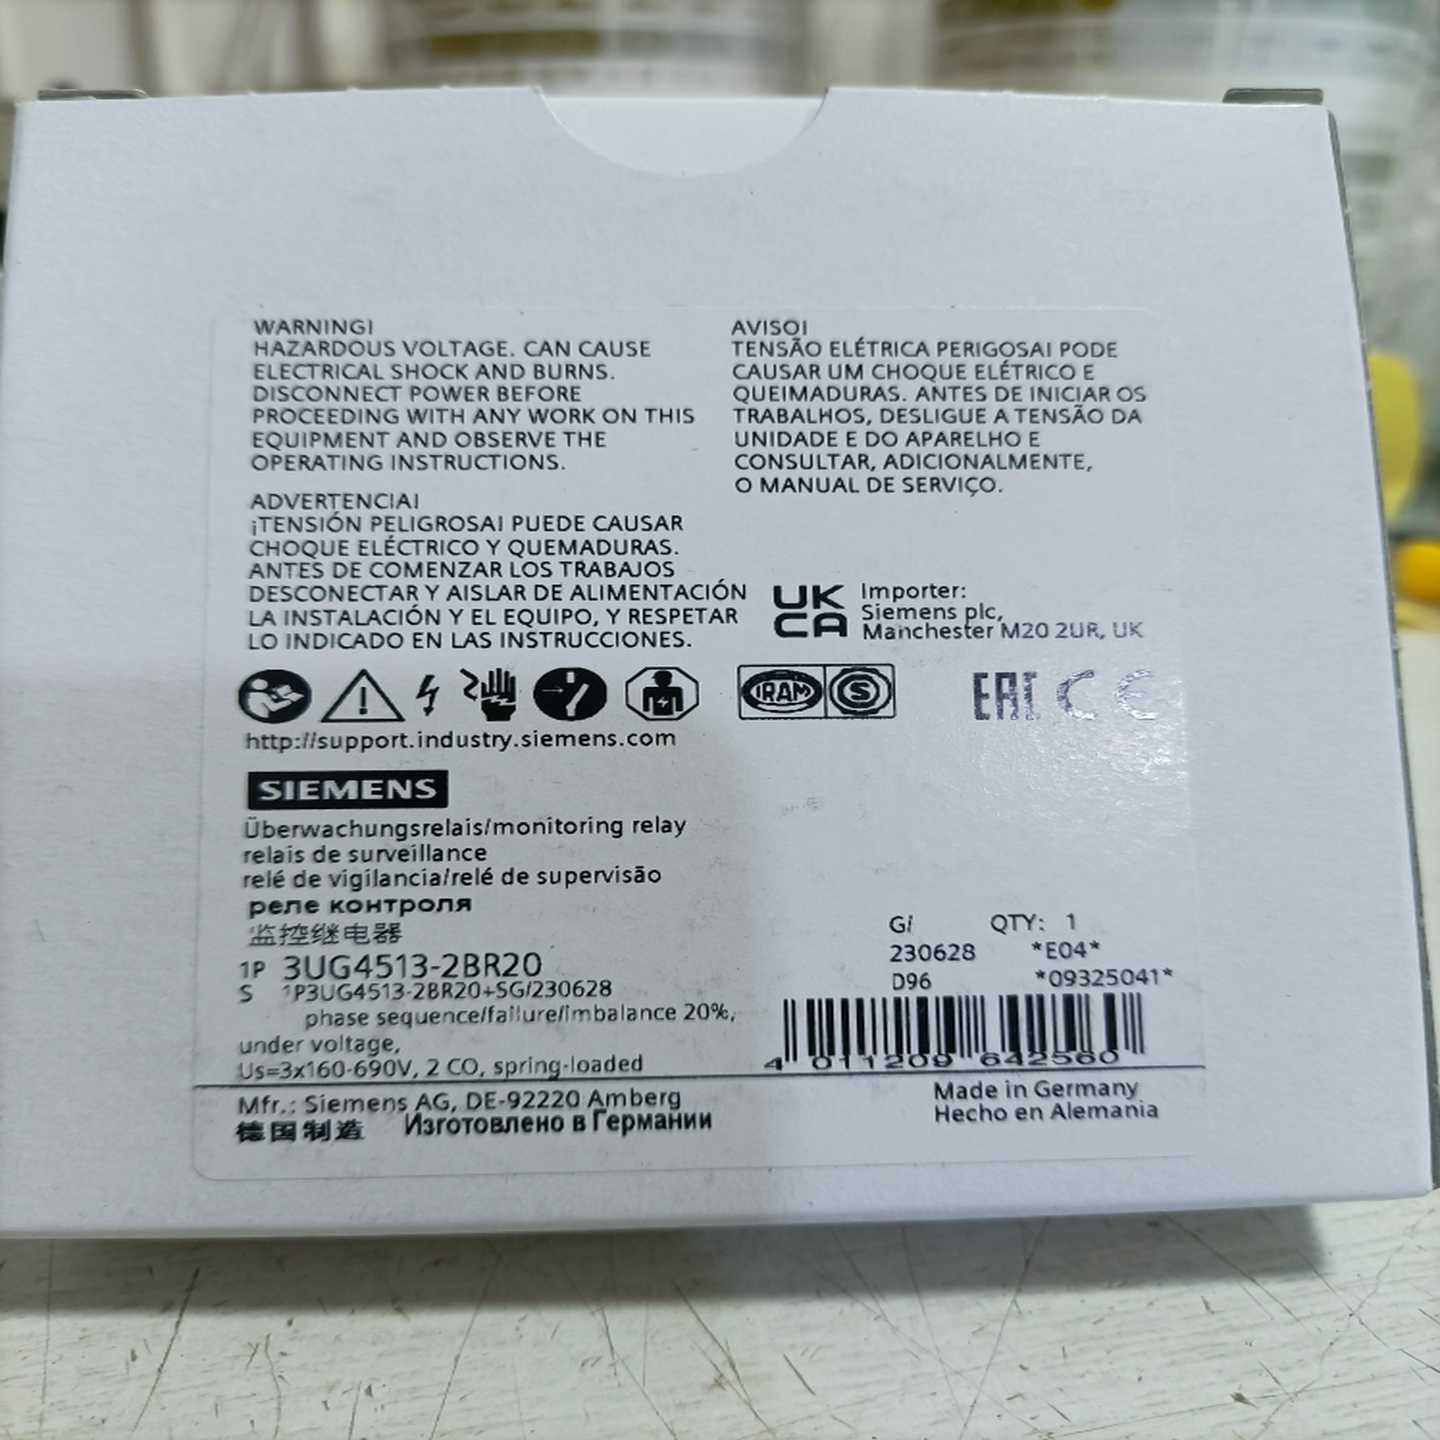 WARNING!
HAZARDOUS VOLTAGE. CAN CAUSE
ELECTRICAL SHOCK AND BURNS.
DISCONNECT POWER BEFORE
PROCEEDING WITH ANY WORK ON THIS
EQUIPMENT AND OBSERVE THE
OPERATING INSTRUCTIONS.
ADVERTENCIA!
¡TENSIÓN PELIGROSA! PUEDE CAUSAR
CHOQUE ELÉCTRICO Y QUEMADURAS.
ANTES DE COMENZAR LOS TRABAJOS
DESCONECTAR Y AISLAR DE ALIMENTACIÓN
LA INSTALACIÓN Y EL EQUIPO, Y RESPETAR
LO INDICADO EN LAS INSTRUCCIONES.
AVISO!
TENSÃO ELÉTRICA PERIGOSA! PODE
CAUSAR UM CHOQUE ELÉTRICO E
QUEIMADURAS. ANTES DE INICIAR OS
TRABALHOS, DESLIGUE A TENSÃO DA
UNIDADE E DO APARELHO E
CONSULTAR, ADICIONALMENTE,
O MANUAL DE SERVIÇO.
UK
CA
Importer:
Siemens plc,
Manchester M20 2UR, UK
IRAM S
EAC CE
http://support.industry.siemens.com
SIEMENS
Überwachungsrelais/monitoring relay
relais de surveillance
relé de vigilancia/relé de supervisão
реле контроля
监控继电器
1P 3UG4513-2BR20
S 1P3UG4513-2BR20+SG/230628
phase sequence/failure/imbalance 20%,
under voltage,
Us=3x160-690V, 2 CO, spring-loaded
G/ QTY: 1
230628 *E04*
D96 *09325041*
4 011209 642560
Mfr.: Siemens AG, DE-92220 Amberg
德国制造 Изготовлено в Германии
Made in Germany
Hecho en Alemania